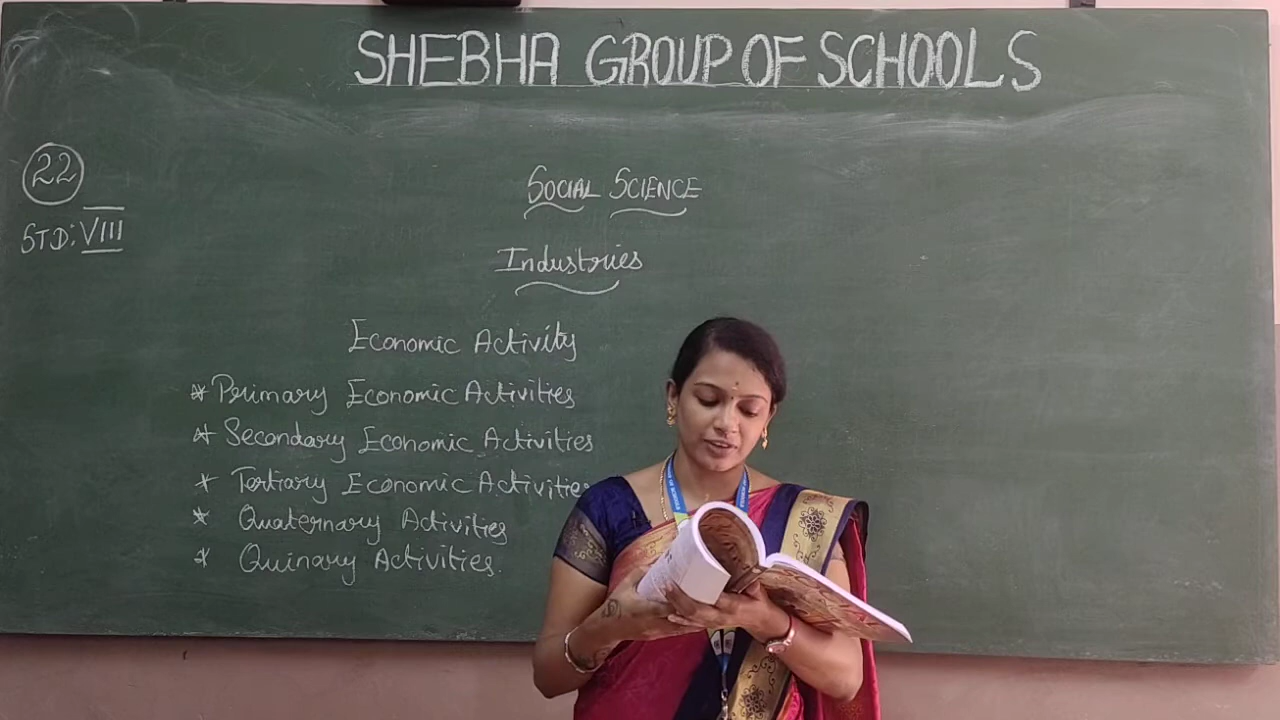 SHEBHA GROUP OF SCHOOLS
22
STD: VIII
SOCIAL SCIENCE
Industries
Economic Activity
* Primary Economic Activities
* Secondary Economic Activities
* Tertiary Economic Activities
* Quaternary Activities
* Quinary Activities.